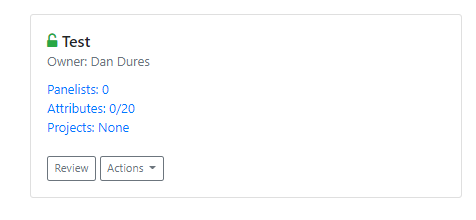 Test
Owner: Dan Dures
Panelists: 0
Attributes: 0/20
Projects: None
Review Actions